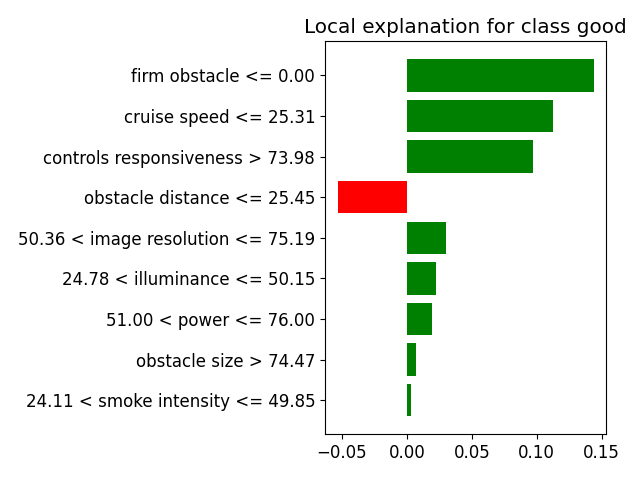 Local explanation for class good
firm obstacle <= 0.00
cruise speed <= 25.31
controls responsiveness > 73.98
obstacle distance <= 25.45
50.36 < image resolution <= 75.19
24.78 < illuminance <= 50.15
51.00 < power <= 76.00
obstacle size > 74.47
24.11 < smoke intensity <= 49.85
−0.05 0.00 0.05 0.10 0.15